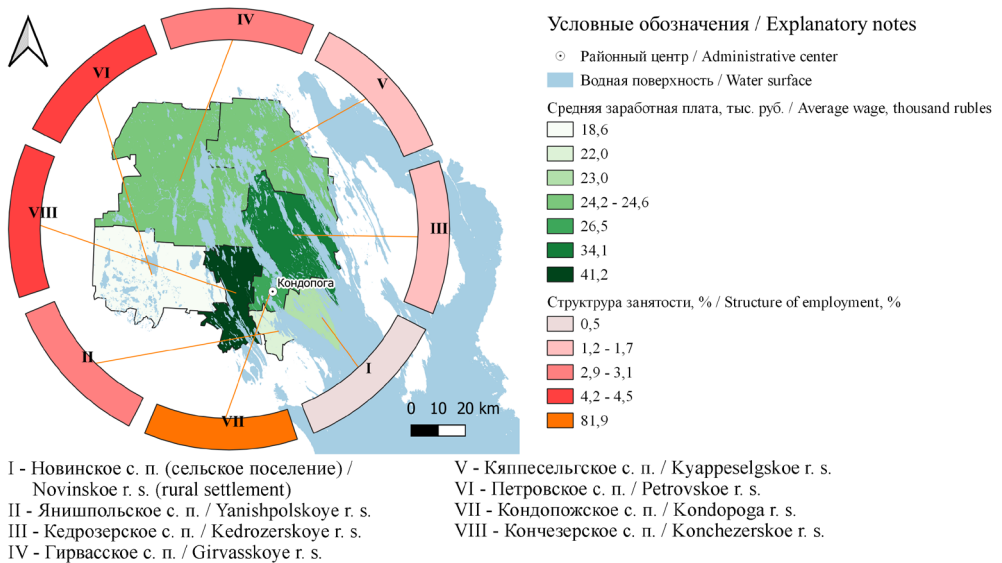 IV
VI
V
VIII
III
Кондопога
II
I
VII
0 10 20 km
Условные обозначения / Explanatory notes
Районный центр / Administrative center
Водная поверхность / Water surface
Средняя заработная плата, тыс. руб. / Average wage, thousand rubles
18,6
22,0
23,0
24,2 - 24,6
26,5
34,1
41,2
Струткрура занятости, % / Structure of employment, %
0,5
1,2 - 1,7
2,9 - 3,1
4,2 - 4,5
81,9
I - Новинское с. п. (сельское поселение) /
Novinskoe r. s. (rural settlement)
II - Янишпольское с. п. / Yanishpolskoye r. s.
III - Кедрозерское с. п. / Kedrozerskoye r. s.
IV - Гирвасское с. п. / Girvasskoye r. s.
V - Кяппесельгское с. п. / Kyappeselgskoe r. s.
VI - Петровское с. п. / Petrovskoe r. s.
VII - Кондопожское с. п. / Kondopoga r. s.
VIII - Кончезерское с. п. / Konchezerskoe r. s.